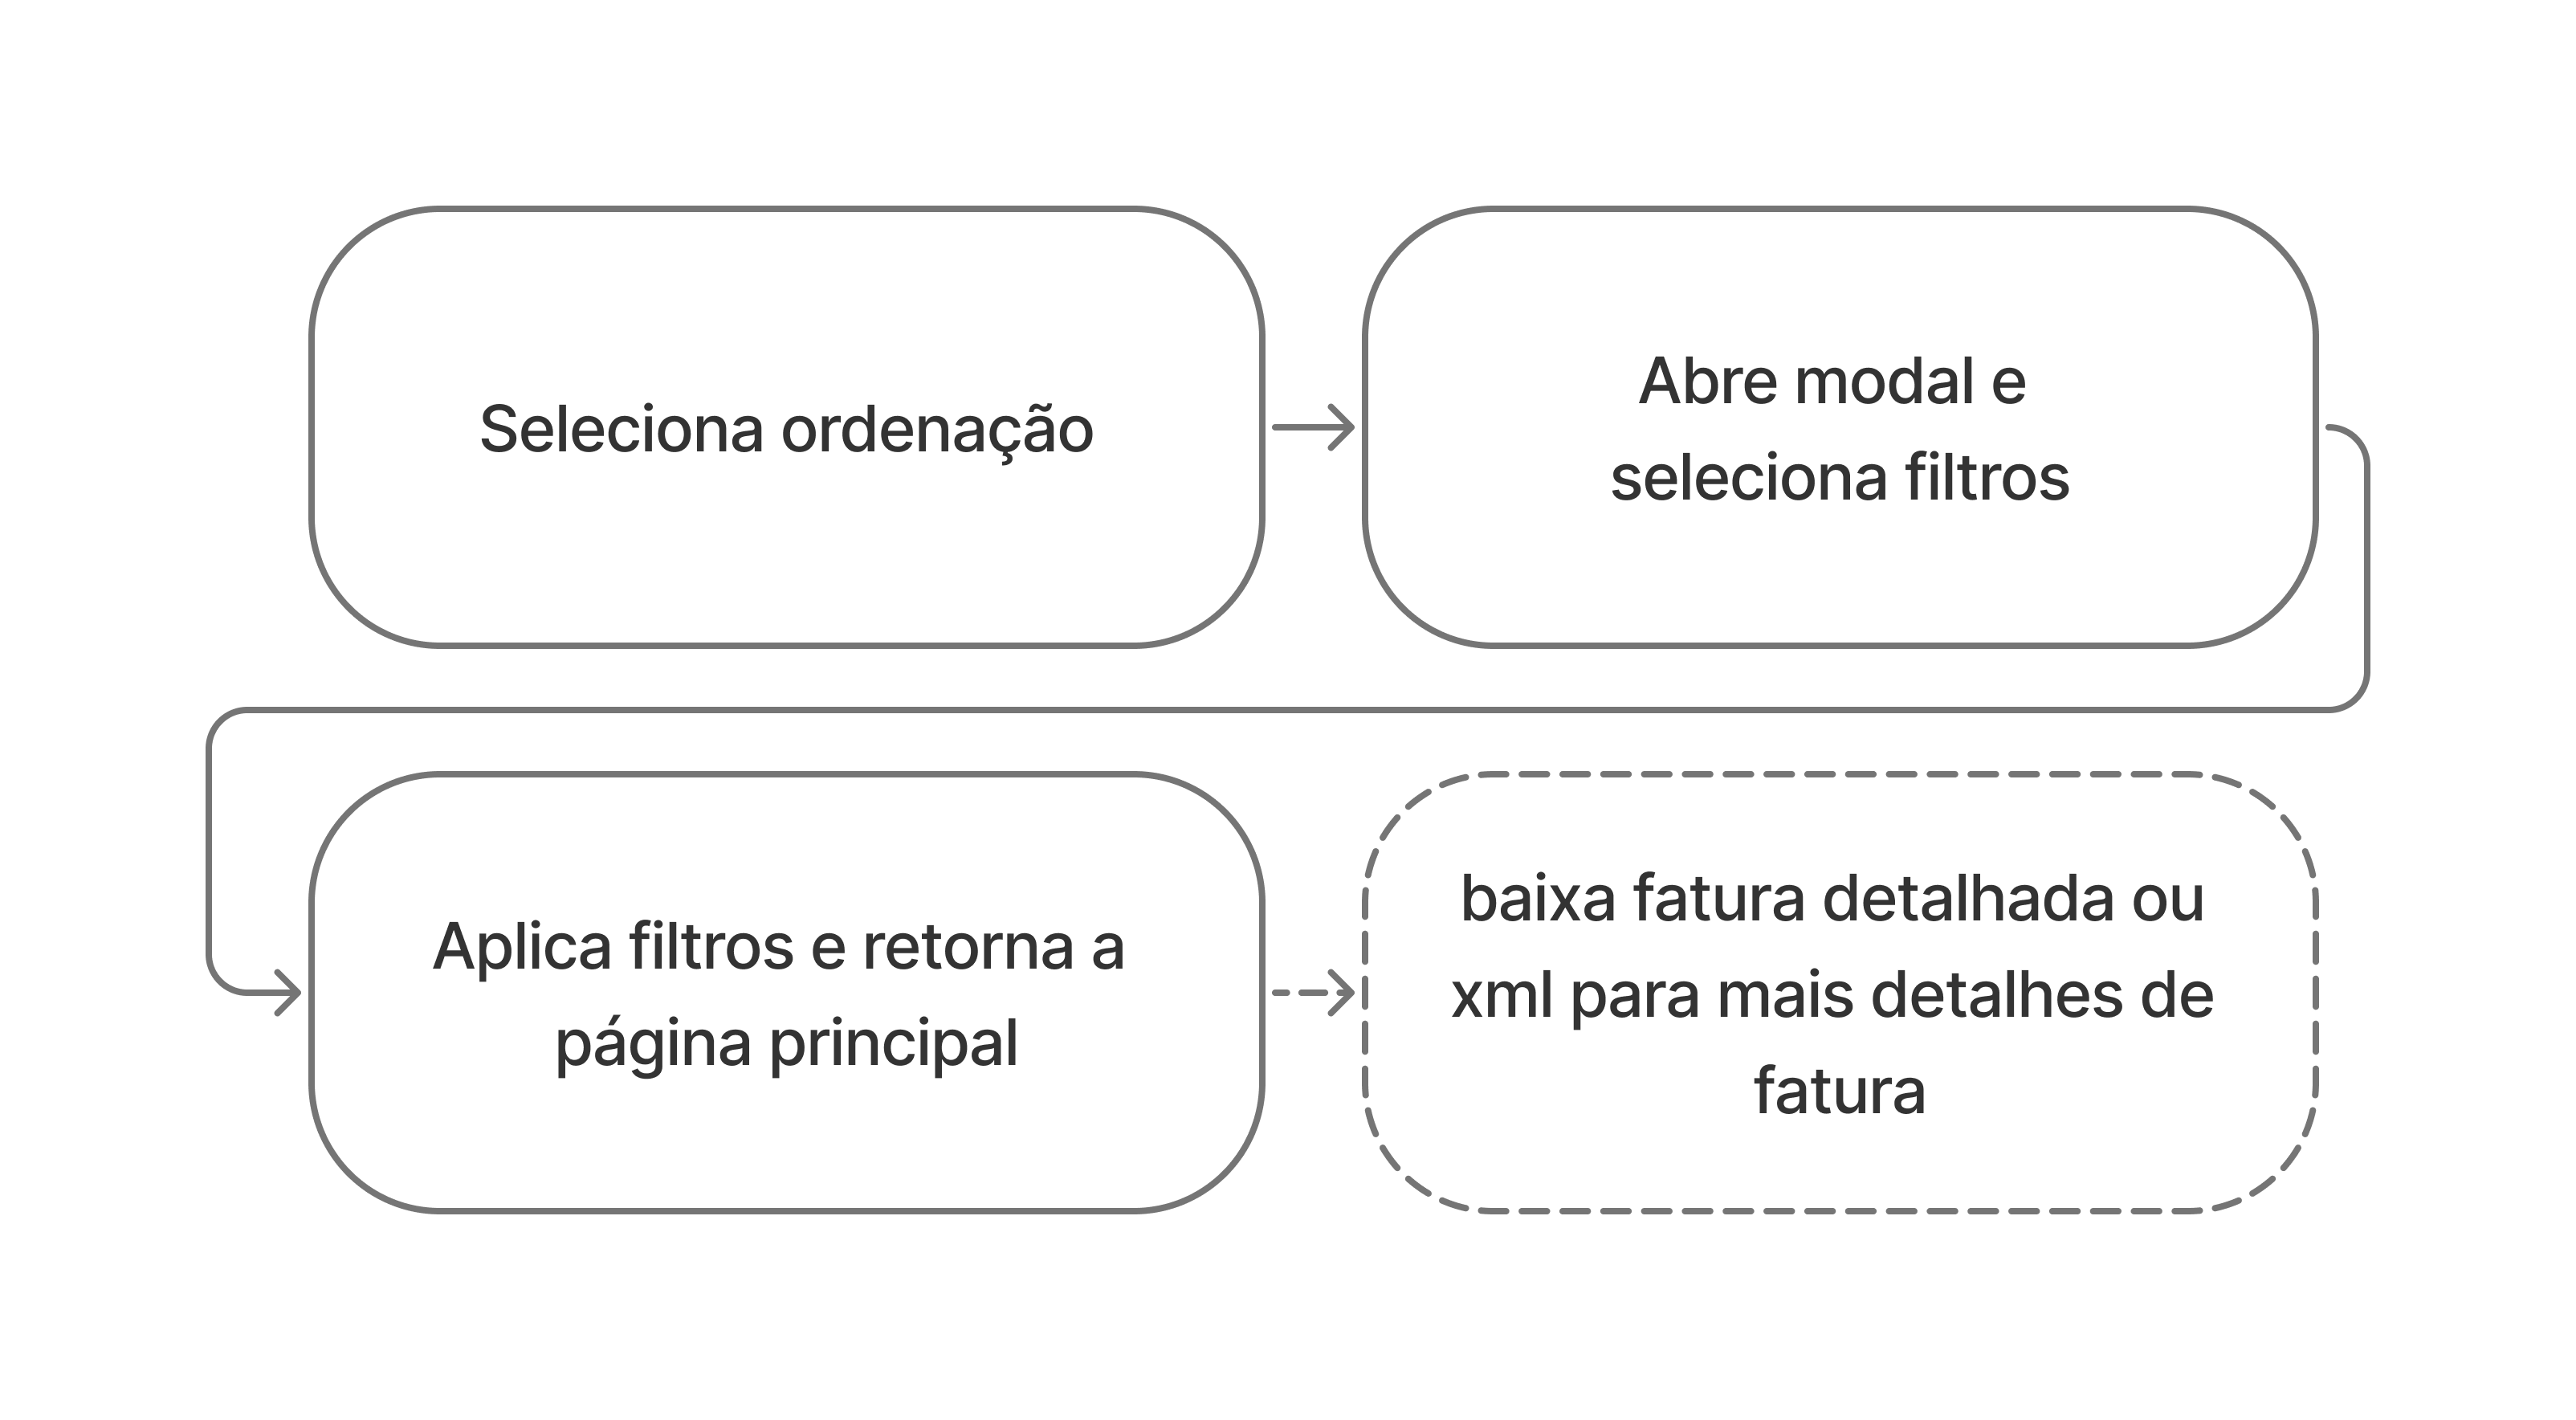 Seleciona ordenação
Abre modal e
seleciona filtros
Aplica filtros e retorna a
página principal
baixa fatura detalhada ou
xml para mais detalhes de
fatura